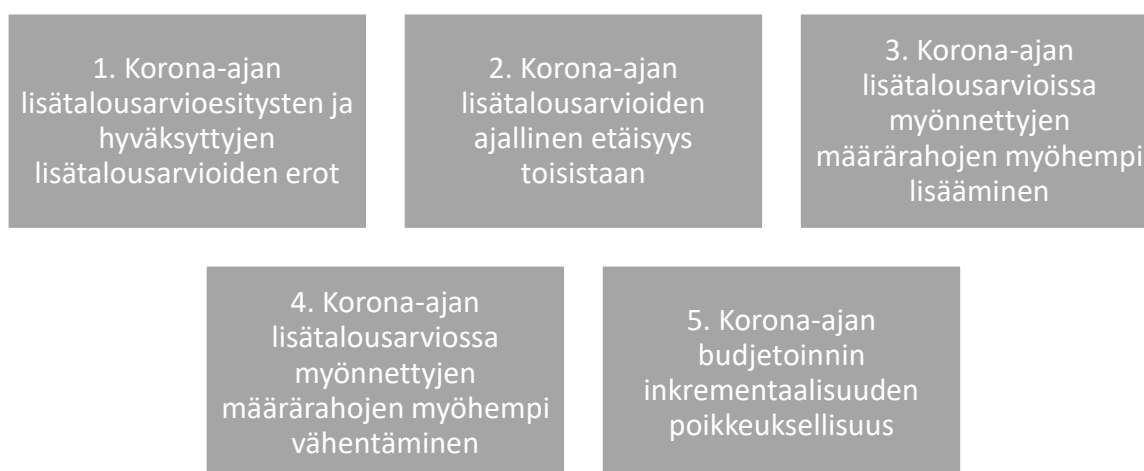 1. Korona-ajan
lisätalousarvioesitysten ja
hyväksyttyjen
lisätalousarvioiden erot
2. Korona-ajan
lisätalousarvioiden
ajallinen etäisyys
toisistaan
3. Korona-ajan
lisätalousarvioissa
myönnettyjen
määrärahojen myöhempi
lisääminen
4. Korona-ajan
lisätalousarviossa
myönnettyjen
määrärahojen myöhempi
vähentäminen
5. Korona-ajan
budjetoinnin
inkrementaalisuuden
poikkeuksellisuus